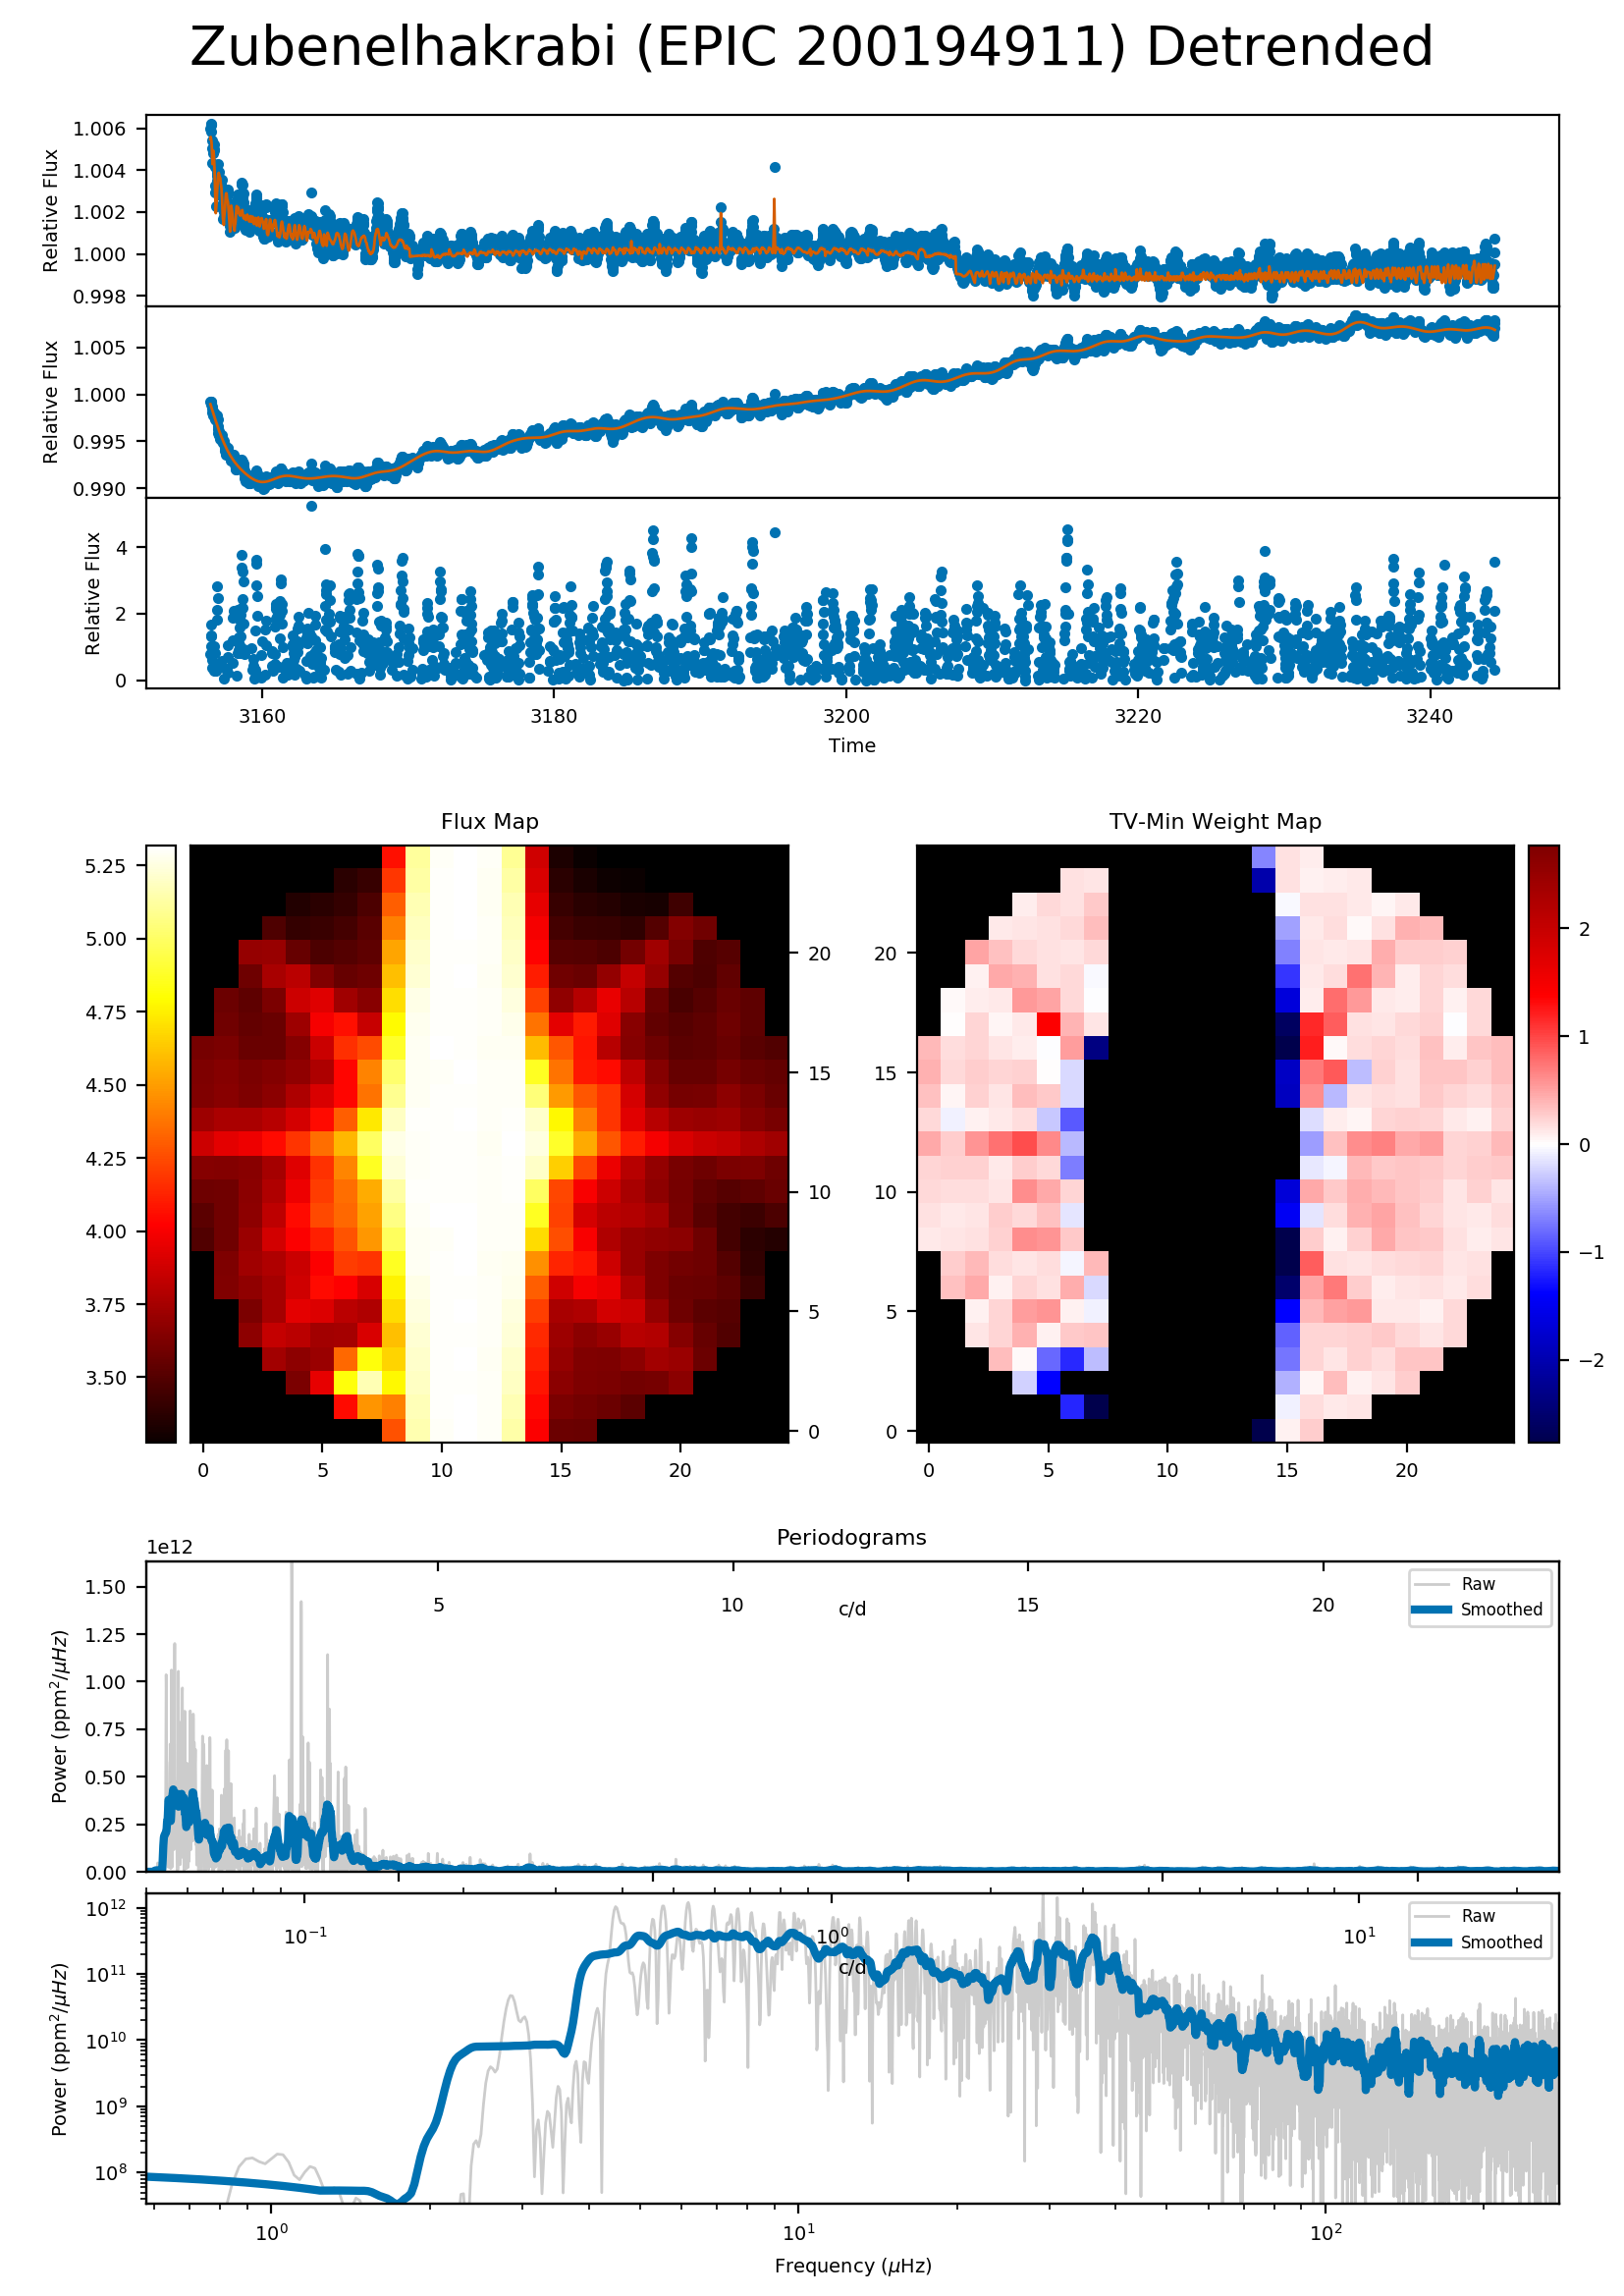 Zubenelhakrabi (EPIC 200194911) Detrended
1.006
1.004
1.002
1.000
0.998
Relative Flux
1.005
1.000
0.995
0.990
Relative Flux
4
2
0
Relative Flux
3160 3180 3200 3220 3240
Time
Flux Map
TV-Min Weight Map
5.25
5.00
4.75
4.50
4.25
4.00
3.75
3.50
20
15
10
5
0
0 5 10 15 20
20
15
10
5
0
0 5 10 15 20
2
1
0
−1
−2
Periodograms
1e12
1.50
1.25
1.00
0.75
0.50
0.25
0.00
Power (ppm²/μHz)
5 10 15 20
c/d
Raw
Smoothed
10¹²
10¹¹
10¹⁰
10⁹
10⁸
Power (ppm²/μHz)
10⁻¹ 10⁰ 10¹
c/d
Raw
Smoothed
10⁰ 10¹ 10²
Frequency (μHz)